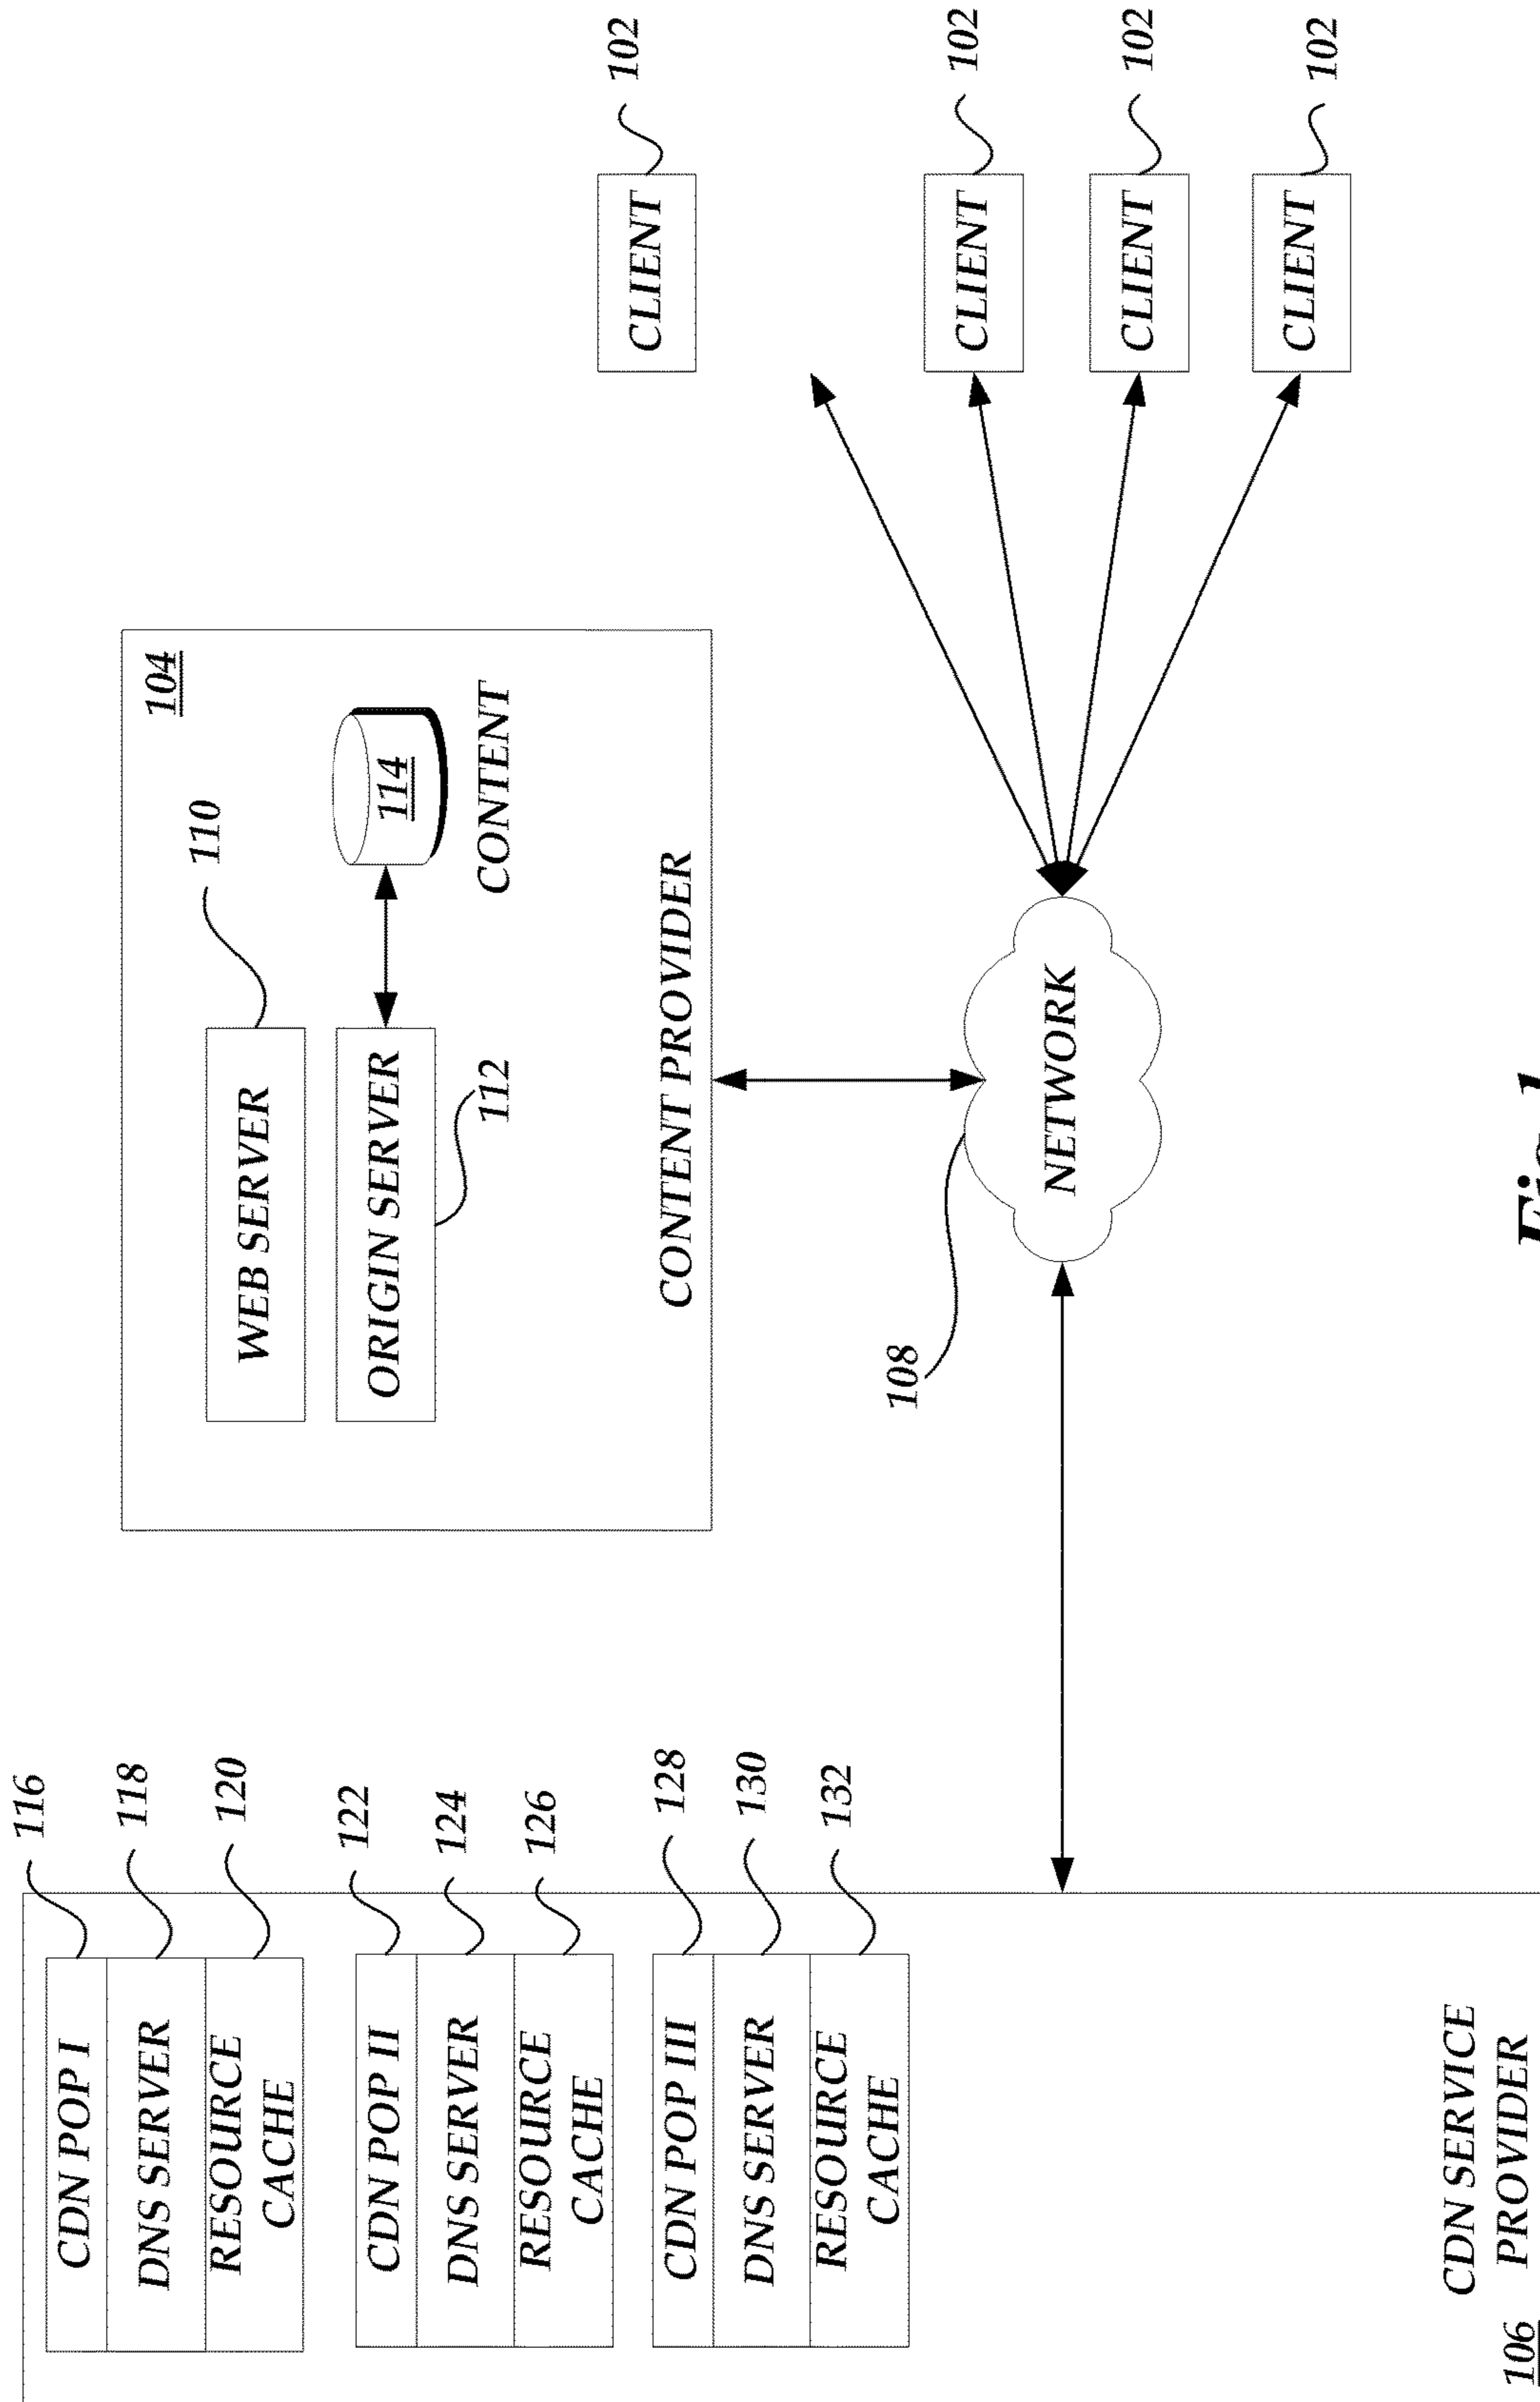 116
CDN POP I
118
DNS SERVER
120
RESOURCE
CACHE
122
CDN POP II
124
DNS SERVER
126
RESOURCE
CACHE
128
CDN POP III
130
DNS SERVER
132
RESOURCE
CACHE
CDN SERVICE
PROVIDER
106
104
110
WEB SERVER
ORIGIN SERVER
112
114
CONTENT
CONTENT PROVIDER
108
NETWORK
CLIENT
102
CLIENT
102
CLIENT
102
CLIENT
102